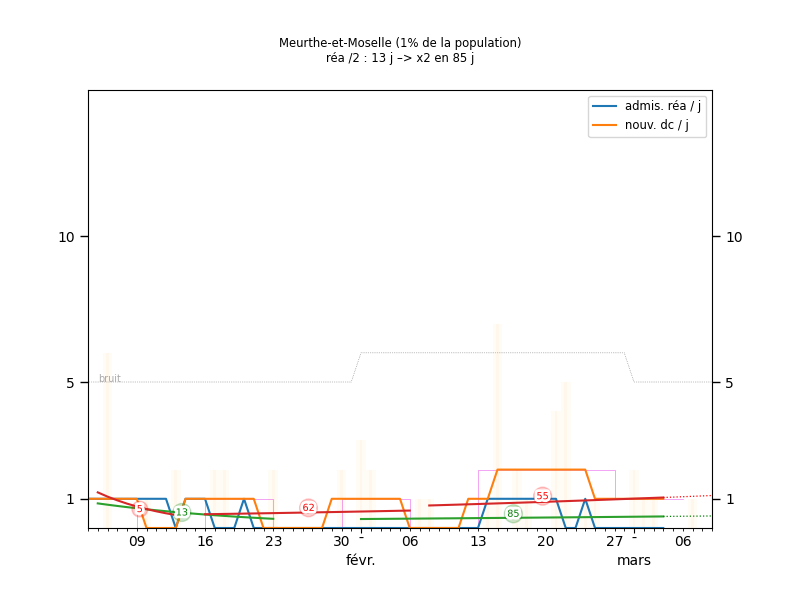 Meurthe-et-Moselle (1% de la population)
réa /2 : 13 j –> x2 en 85 j
admis. réa / j
nouv. dc / j
10 10
bruit
5 5
1 1
5 13 62 85 55
09 16 23 30 - 06 13 20 27 - 06
févr. mars